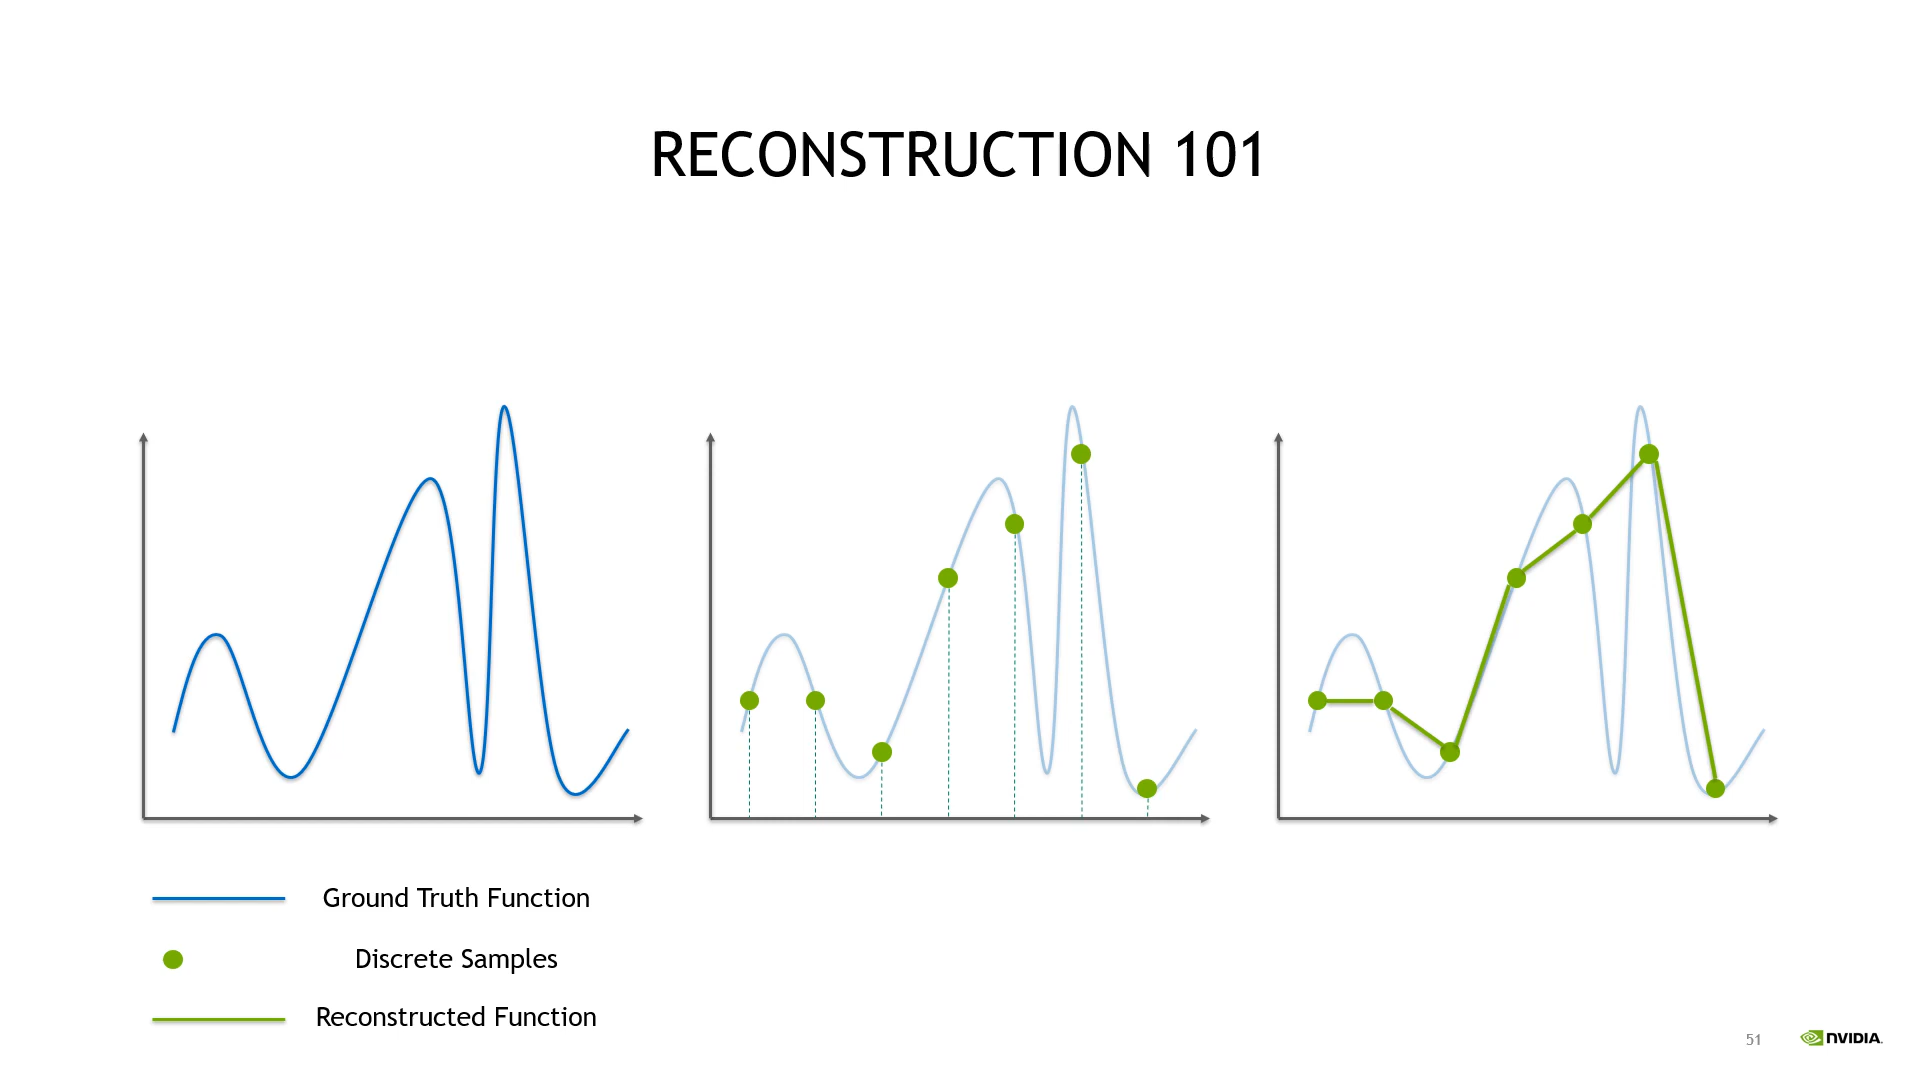 RECONSTRUCTION 101
Ground Truth Function
Discrete Samples
Reconstructed Function
51
NVIDIA.